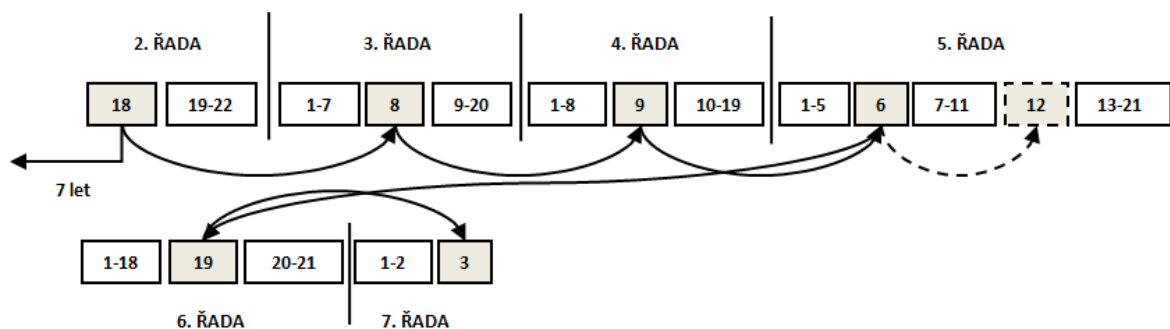 2. ŘADA 3. ŘADA 4. ŘADA 5. ŘADA
18 19-22 1-7 8 9-20 1-8 9 10-19 1-5 6 7-11 12 13-21
7 let
1-18 19 20-21 1-2 3
6. ŘADA 7. ŘADA